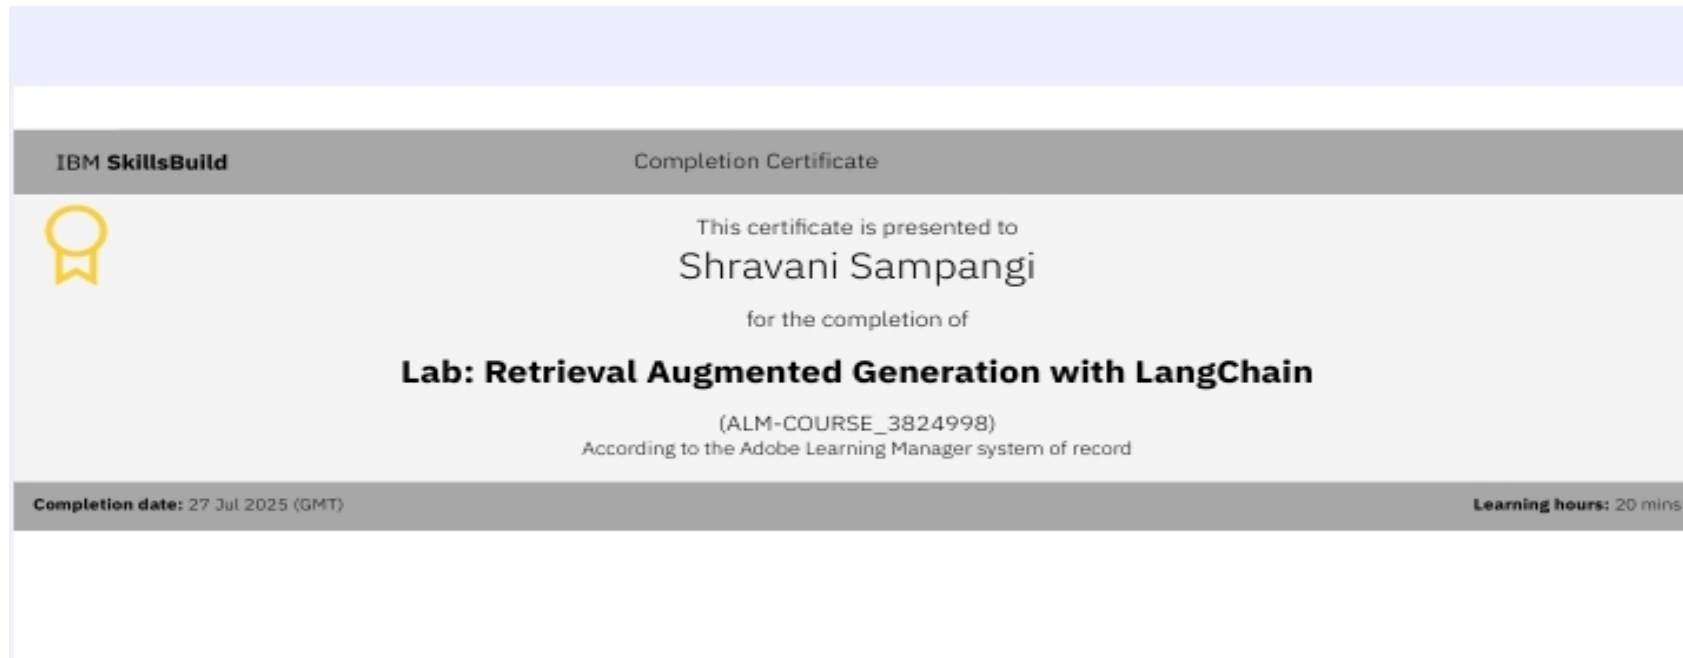 IBM SkillsBuild
Completion Certificate
This certificate is presented to
Shravani Sampangi
for the completion of
Lab: Retrieval Augmented Generation with LangChain
(ALM-COURSE_3824998)
According to the Adobe Learning Manager system of record
Completion date: 27 Jul 2025 (GMT)
Learning hours: 20 mins